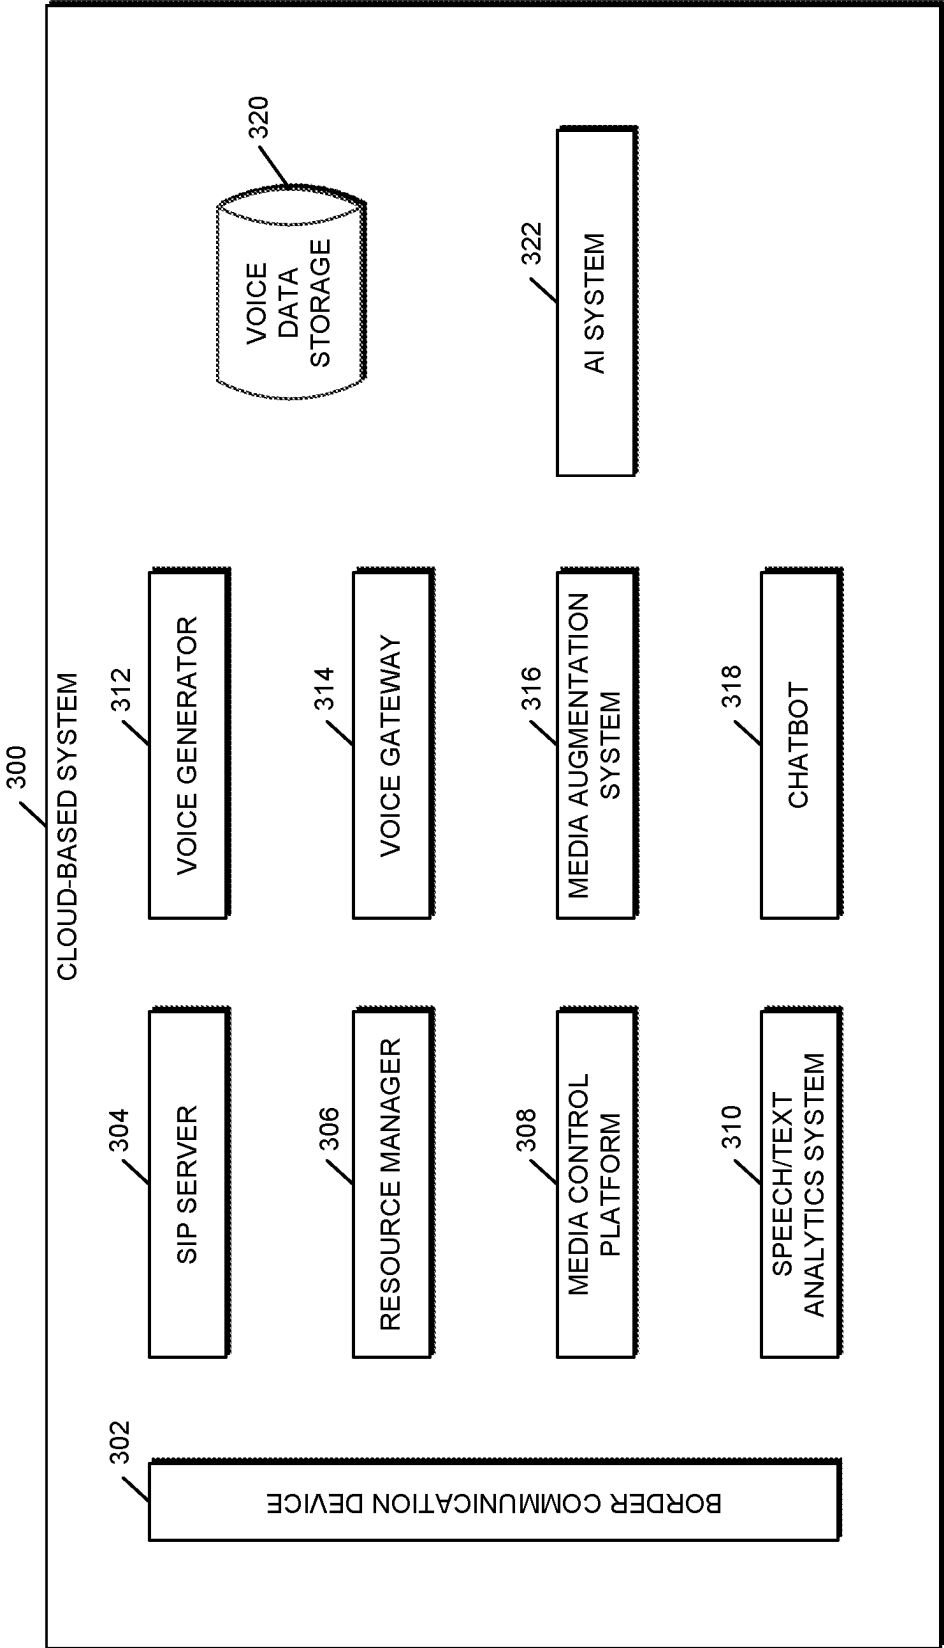 300
CLOUD-BASED SYSTEM
302
BORDER COMMUNICATION DEVICE
304
SIP SERVER
306
RESOURCE MANAGER
308
MEDIA CONTROL
PLATFORM
310
SPEECH/TEXT
ANALYTICS SYSTEM
312
VOICE GENERATOR
314
VOICE GATEWAY
316
MEDIA AUGMENTATION
SYSTEM
318
CHATBOT
320
VOICE
DATA
STORAGE
322
AI SYSTEM